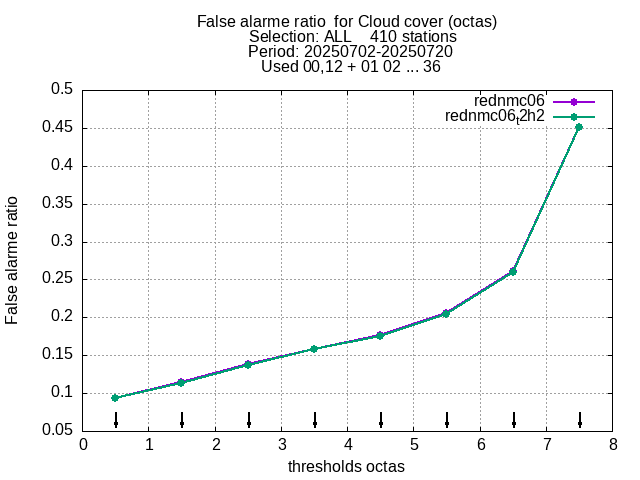 False alarme ratio  for Cloud cover (octas)
Selection: ALL    410 stations
Period: 20250702-20250720
Used 00,12 + 01 02 ... 36
rednmc06
rednmc06_t2h2
0.5
0.45
0.4
0.35
0.3
0.25
0.2
0.15
0.1
0.05
False alarme ratio
0 1 2 3 4 5 6 7 8
thresholds octas